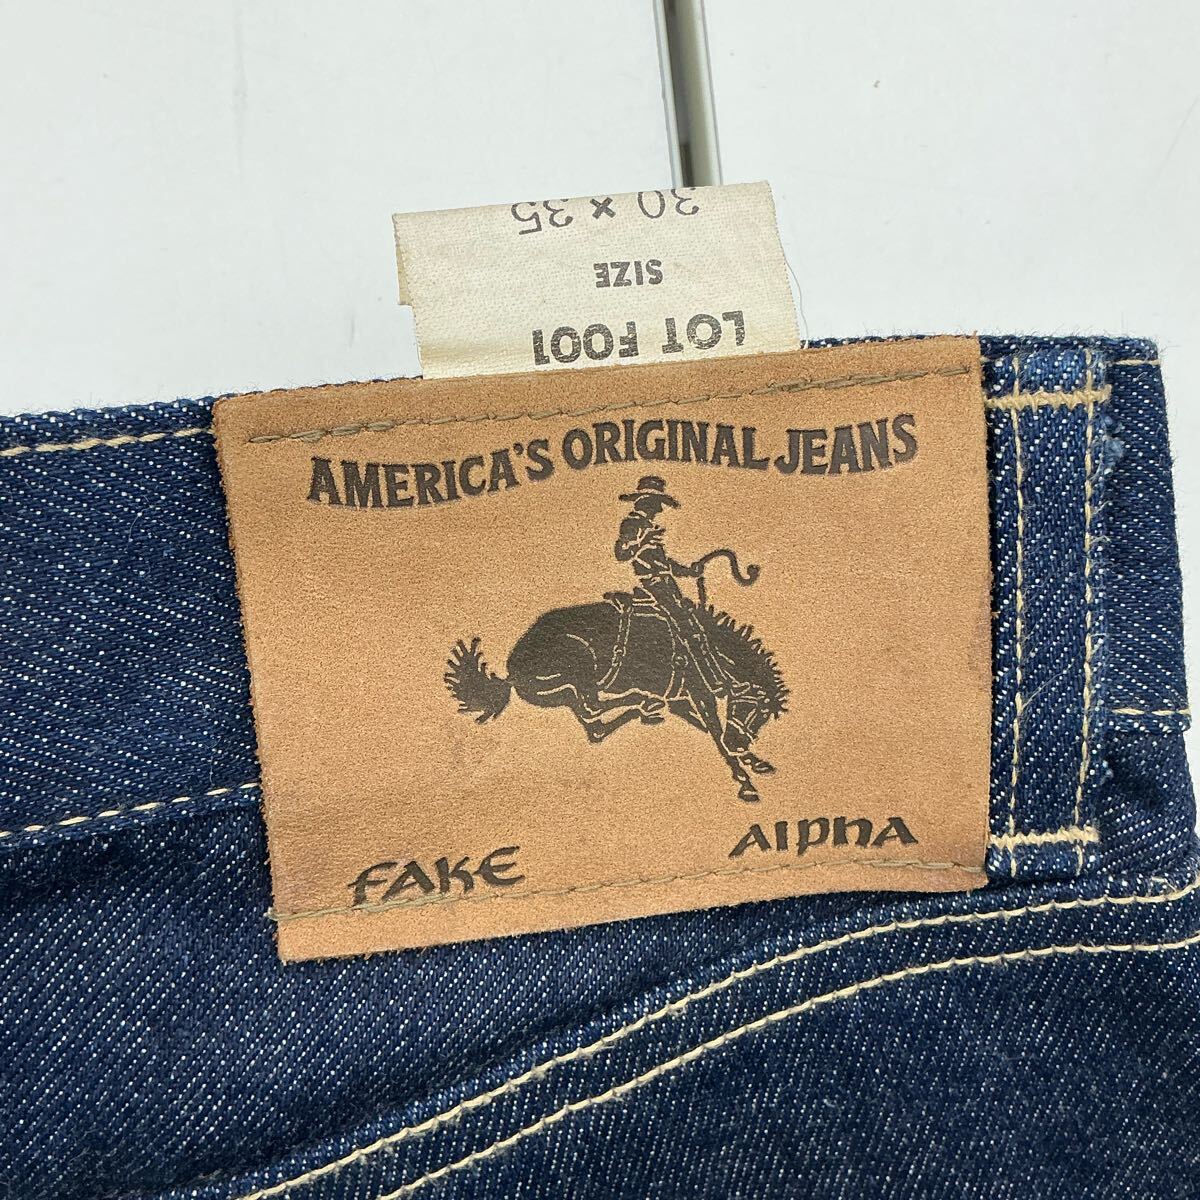 LOT F001
SIZE
30 × 35
AMERICA'S ORIGINAL JEANS
FAKE AlpHA